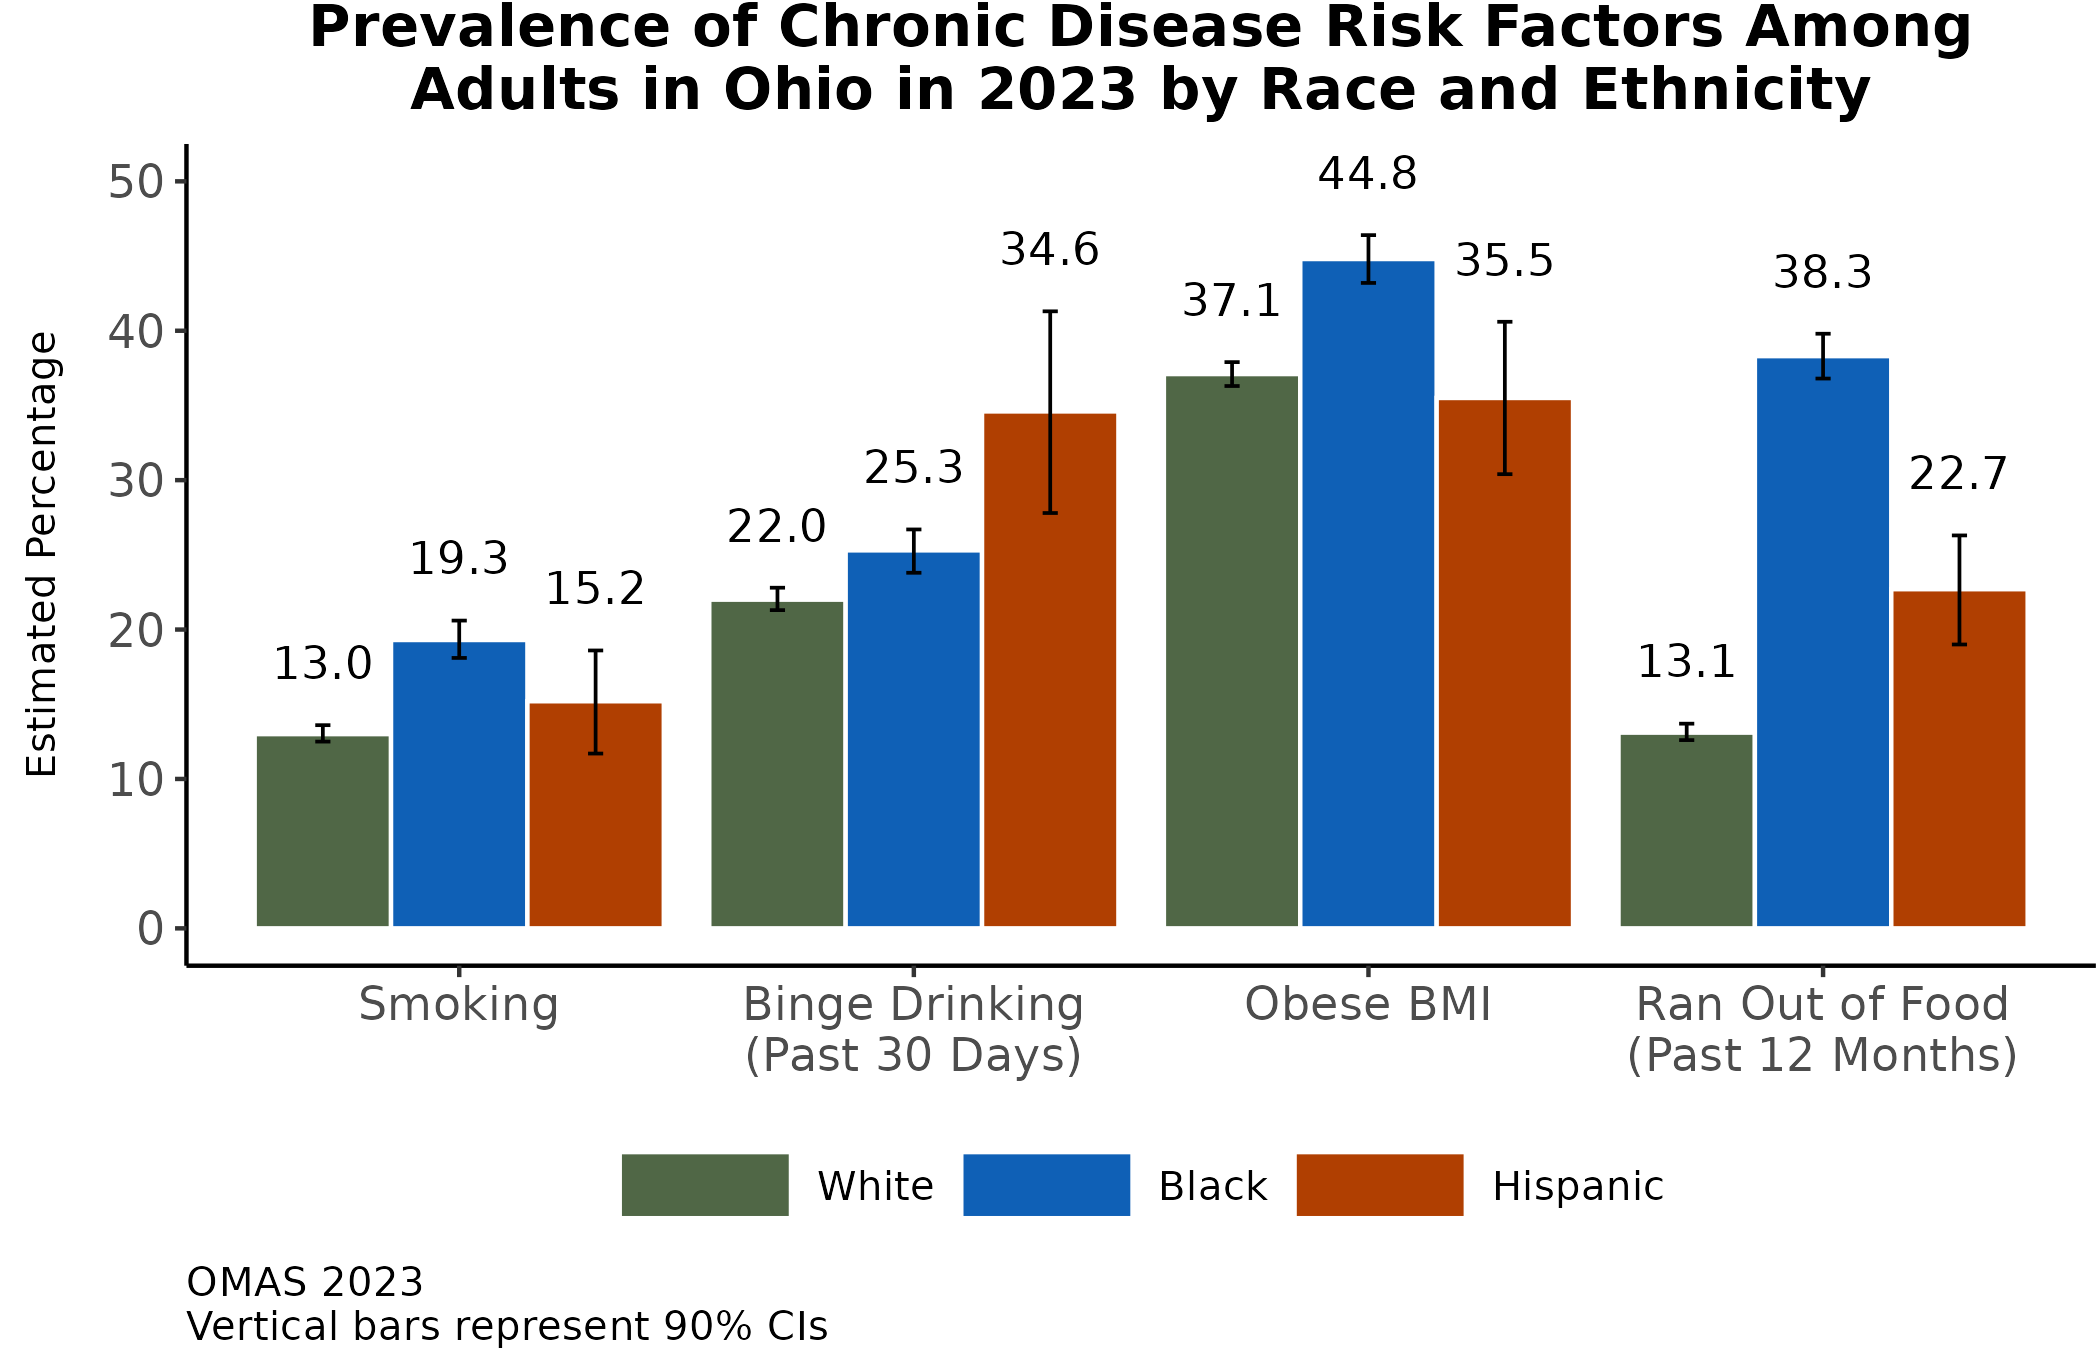 Prevalence of Chronic Disease Risk Factors Among
Adults in Ohio in 2023 by Race and Ethnicity
Estimated Percentage
50
40
30
20
10
0
13.0
19.3
15.2
22.0
25.3
34.6
37.1
44.8
35.5
13.1
38.3
22.7
Smoking
Binge Drinking
(Past 30 Days)
Obese BMI
Ran Out of Food
(Past 12 Months)
White
Black
Hispanic
OMAS 2023
Vertical bars represent 90% CIs